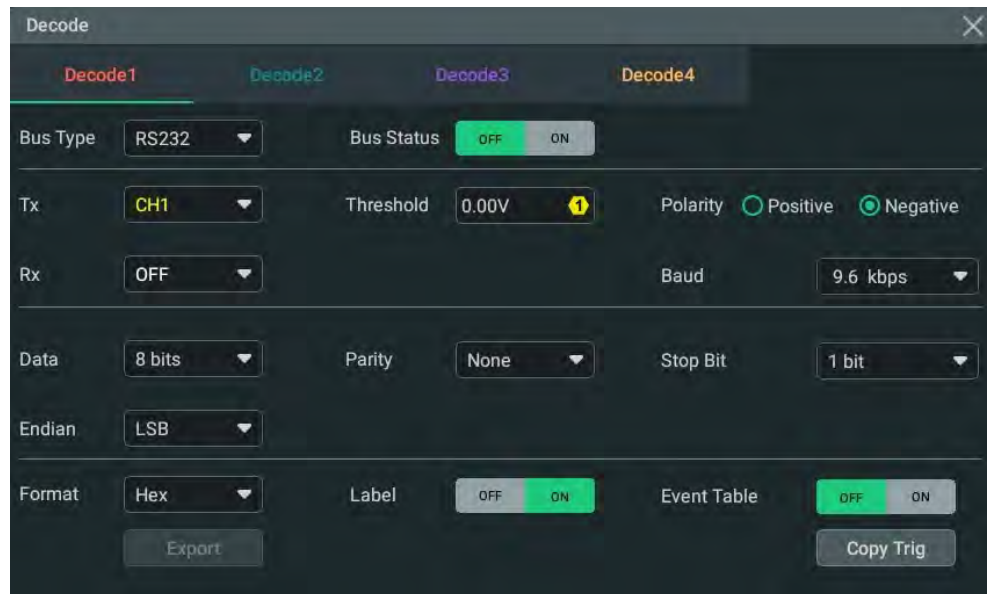 Decode
Decode1 Decode2 Decode3 Decode4
Bus Type RS232 Bus Status OFF ON
Tx CH1 Threshold 0.00V 1 Polarity Positive Negative
Rx OFF Baud 9.6 kbps
Data 8 bits Parity None Stop Bit 1 bit
Endian LSB
Format Hex Label OFF ON Event Table OFF ON
Export Copy Trig